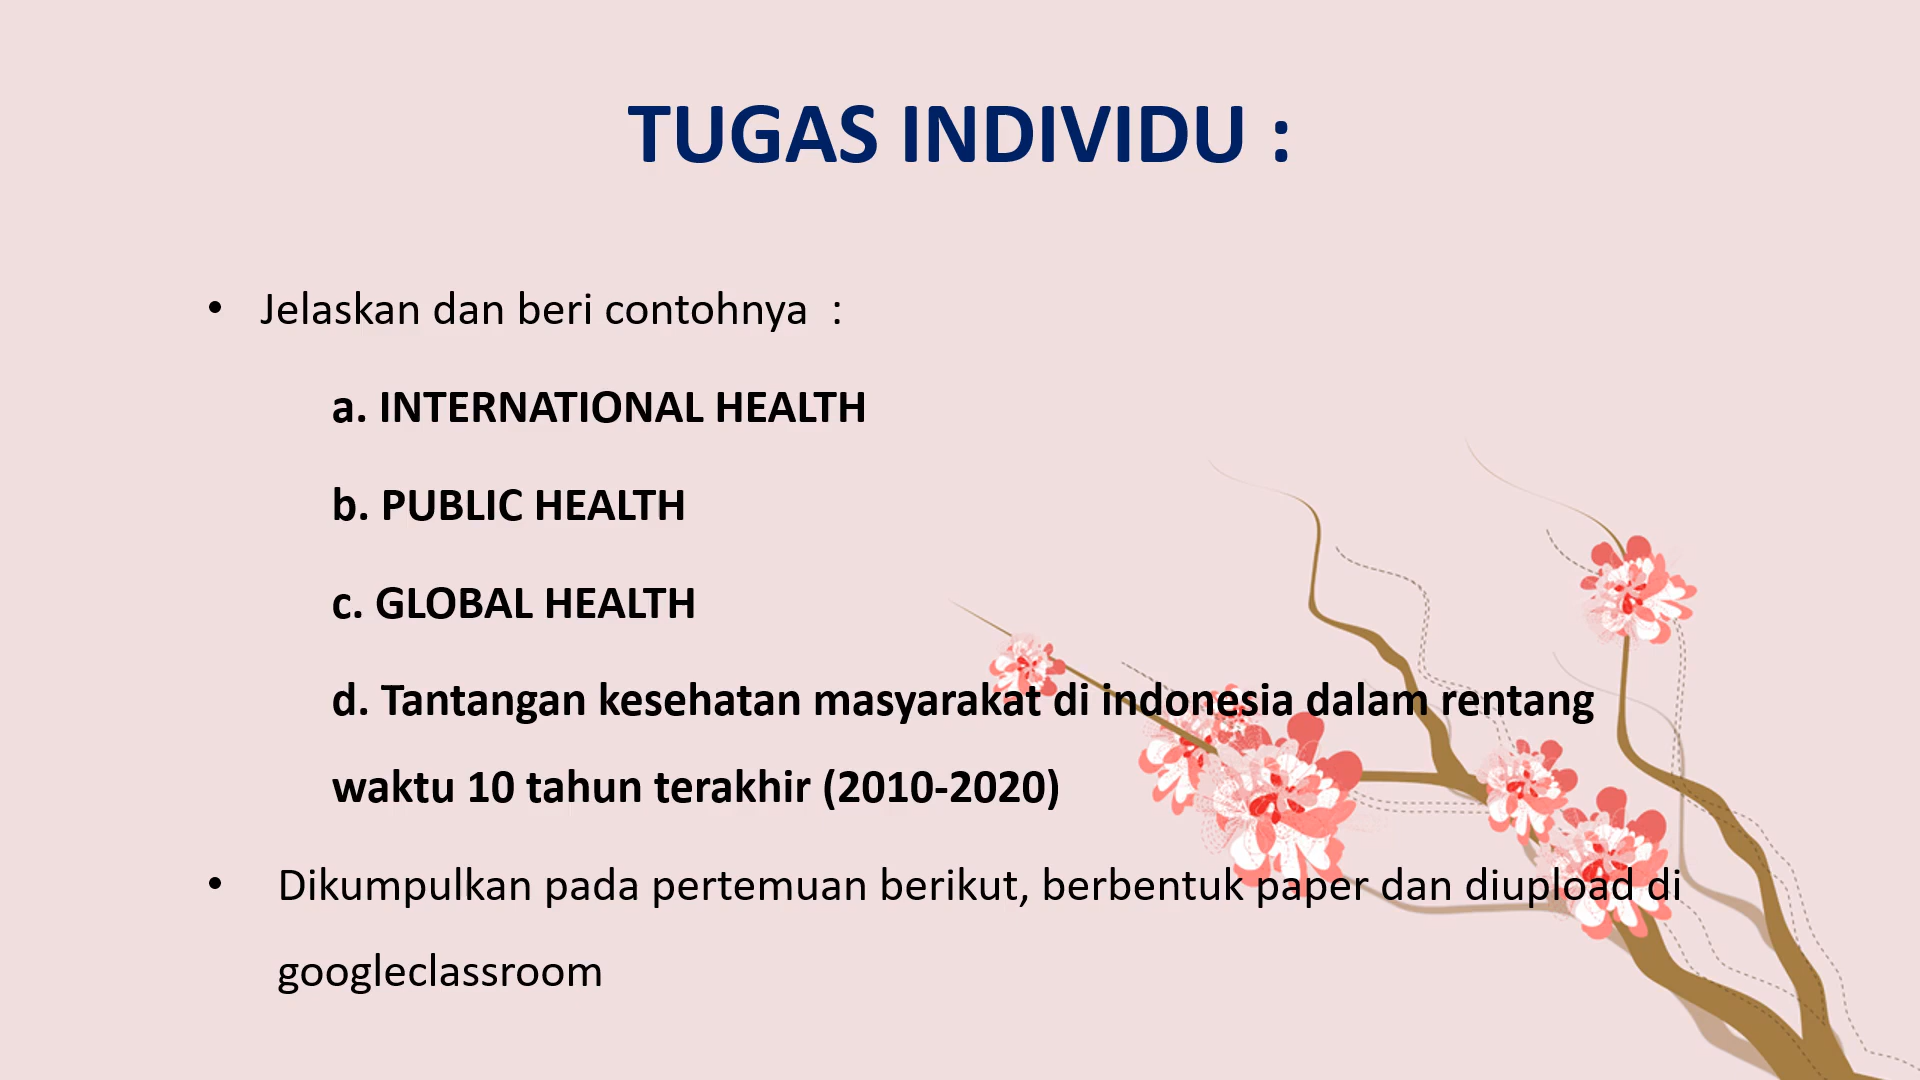 TUGAS INDIVIDU :
• Jelaskan dan beri contohnya :
a. INTERNATIONAL HEALTH
b. PUBLIC HEALTH
c. GLOBAL HEALTH
d. Tantangan kesehatan masyarakat di indonesia dalam rentang
waktu 10 tahun terakhir (2010-2020)
• Dikumpulkan pada pertemuan berikut, berbentuk paper dan diupload di
googleclassroom